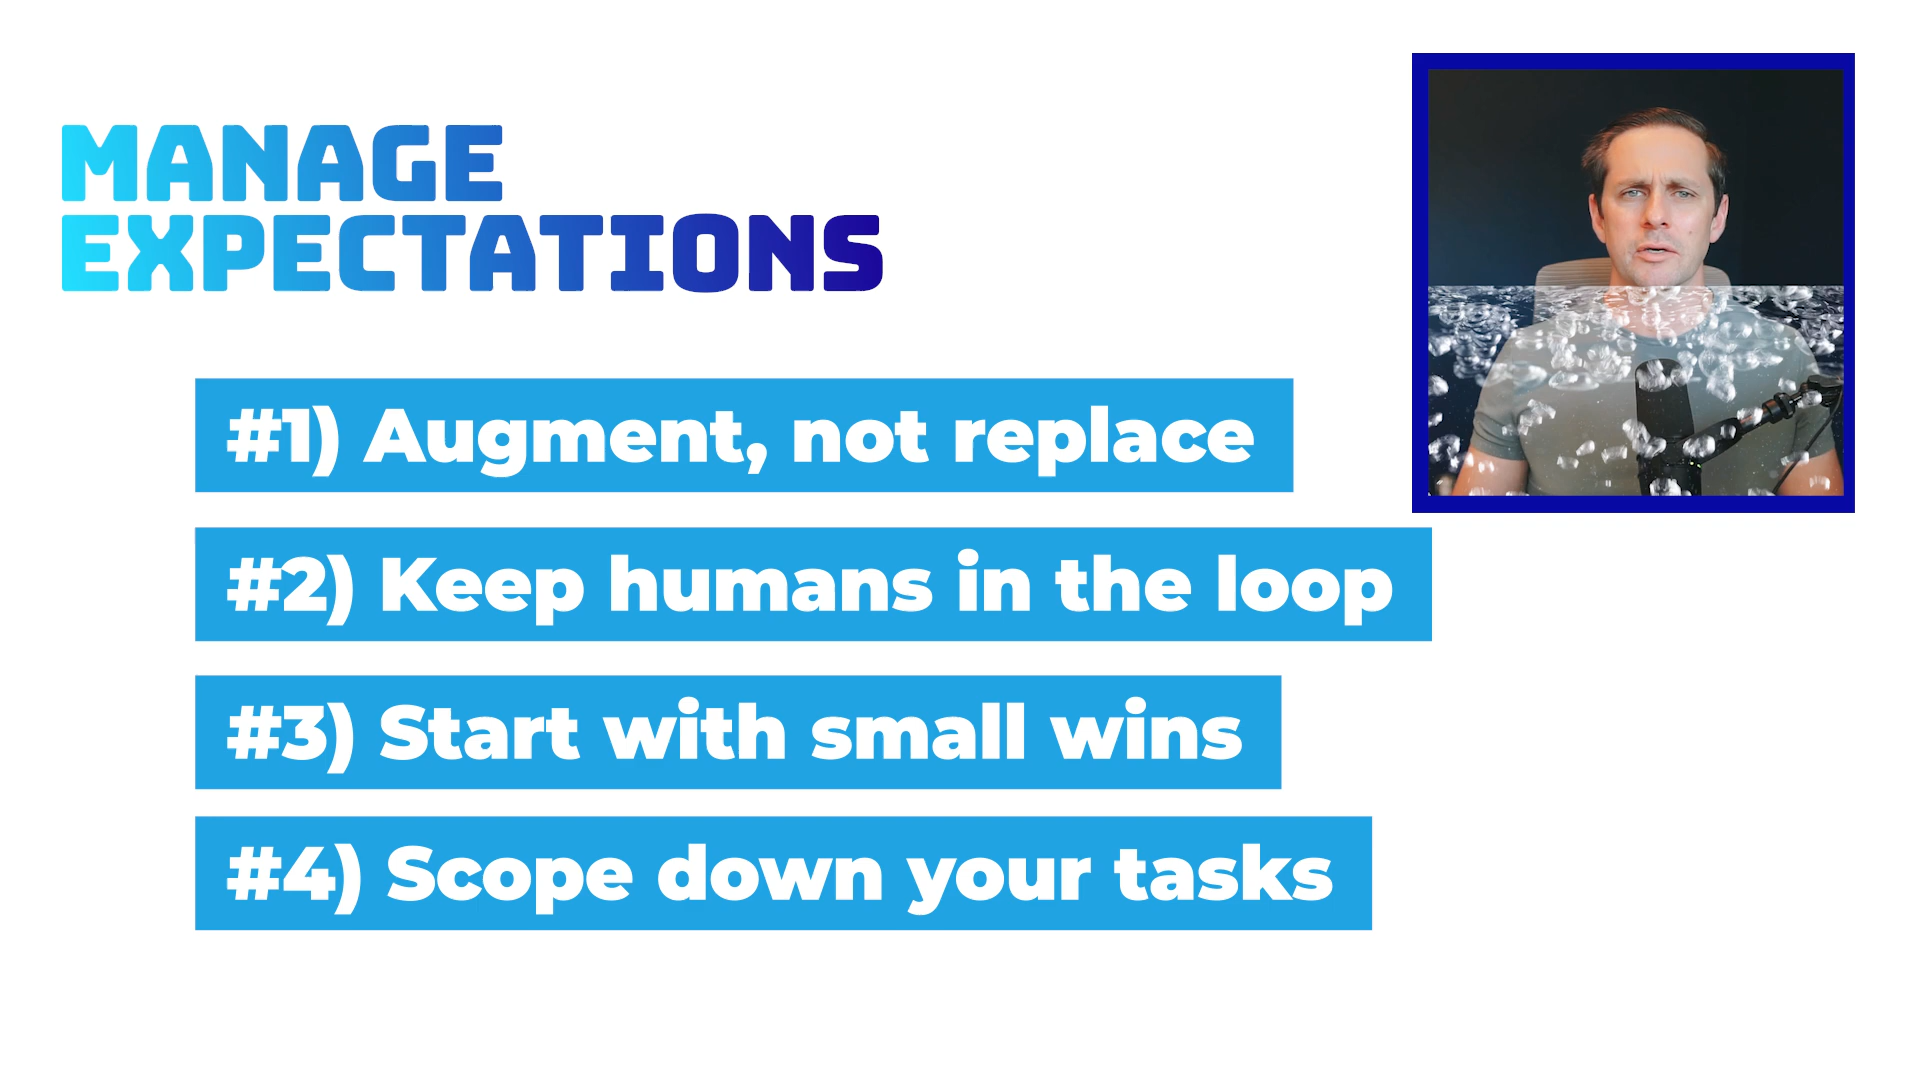 MANAGE
EXPECTATIONS
#1) Augment, not replace
#2) Keep humans in the loop
#3) Start with small wins
#4) Scope down your tasks